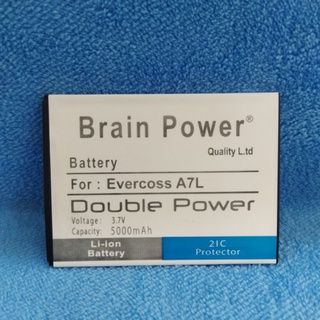 Brain Power®
Quality L.td
Battery
For : Evercoss A7L
Double Power
Voltage : 3.7V
Capacity: 5000mAh
Li-ion Battery
2IC Protector